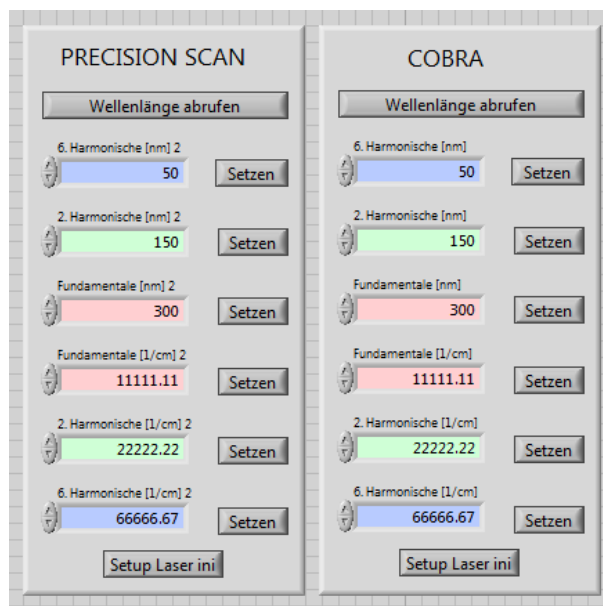 PRECISION SCAN
Wellenlänge abrufen
6. Harmonische [nm] 2
50
Setzen
2. Harmonische [nm] 2
150
Setzen
Fundamentale [nm] 2
300
Setzen
Fundamentale [1/cm] 2
11111.11
Setzen
2. Harmonische [1/cm] 2
22222.22
Setzen
6. Harmonische [1/cm] 2
66666.67
Setzen
Setup Laser ini
COBRA
Wellenlänge abrufen
6. Harmonische [nm]
50
Setzen
2. Harmonische [nm]
150
Setzen
Fundamentale [nm]
300
Setzen
Fundamentale [1/cm]
11111.11
Setzen
2. Harmonische [1/cm]
22222.22
Setzen
6. Harmonische [1/cm]
66666.67
Setzen
Setup Laser ini